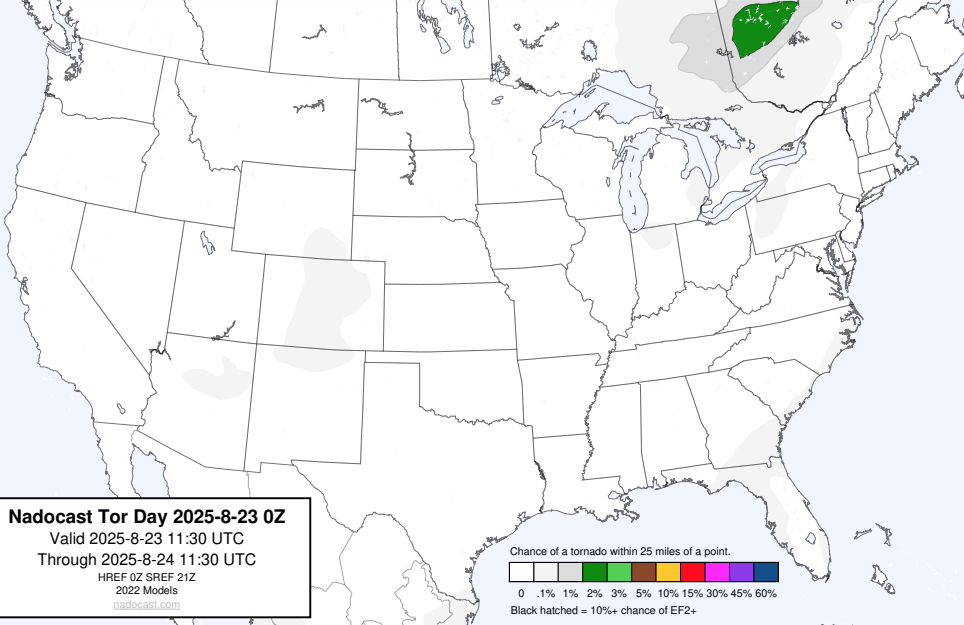 Nadocast Tor Day 2025-8-23 0Z
Valid 2025-8-23 11:30 UTC
Through 2025-8-24 11:30 UTC
HREF 0Z SREF 21Z
2022 Models
nadocast.com
Chance of a tornado within 25 miles of a point.
0 .1% 1% 2% 3% 5% 10% 15% 30% 45% 60%
Black hatched = 10%+ chance of EF2+